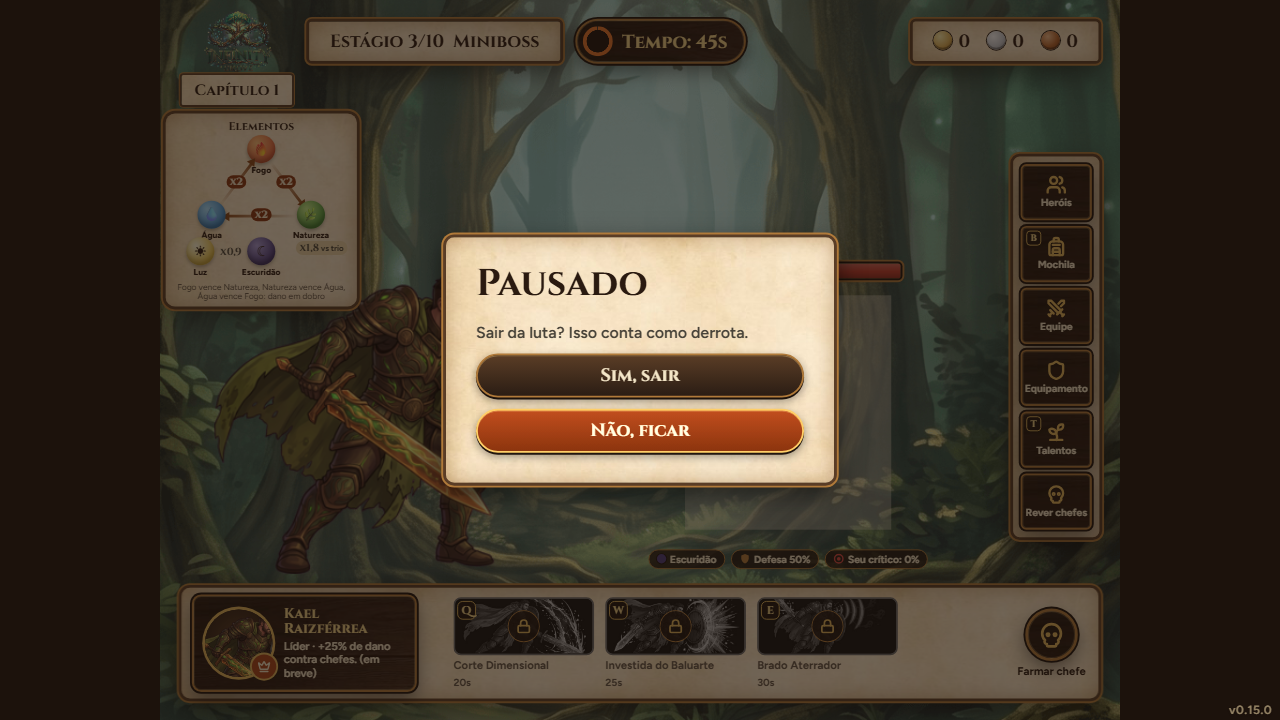 Estágio 3/10 Miniboss
Tempo: 45s
0
0
0
Capítulo 1
Elementos
Fogo
x2
x2
x2
Água
Natureza
x0,9
x1,8 vs trio
Luz
Escuridão
Fogo vence Natureza, Natureza vence Água,
Água vence Fogo: dano em dobro
Heróis
B
Mochila
Equipe
Equipamento
T
Talentos
Rever chefes
Pausado
Sair da luta? Isso conta como derrota.
Sim, sair
Não, ficar
Escuridão
Defesa 50%
Seu crítico: 0%
Kael
Raizférrea
Líder · +25% de dano
contra chefes. (em
breve)
Q
Corte Dimensional
20s
W
Investida do Baluarte
25s
E
Brado Aterrador
30s
Farmar chefe
v0.15.0